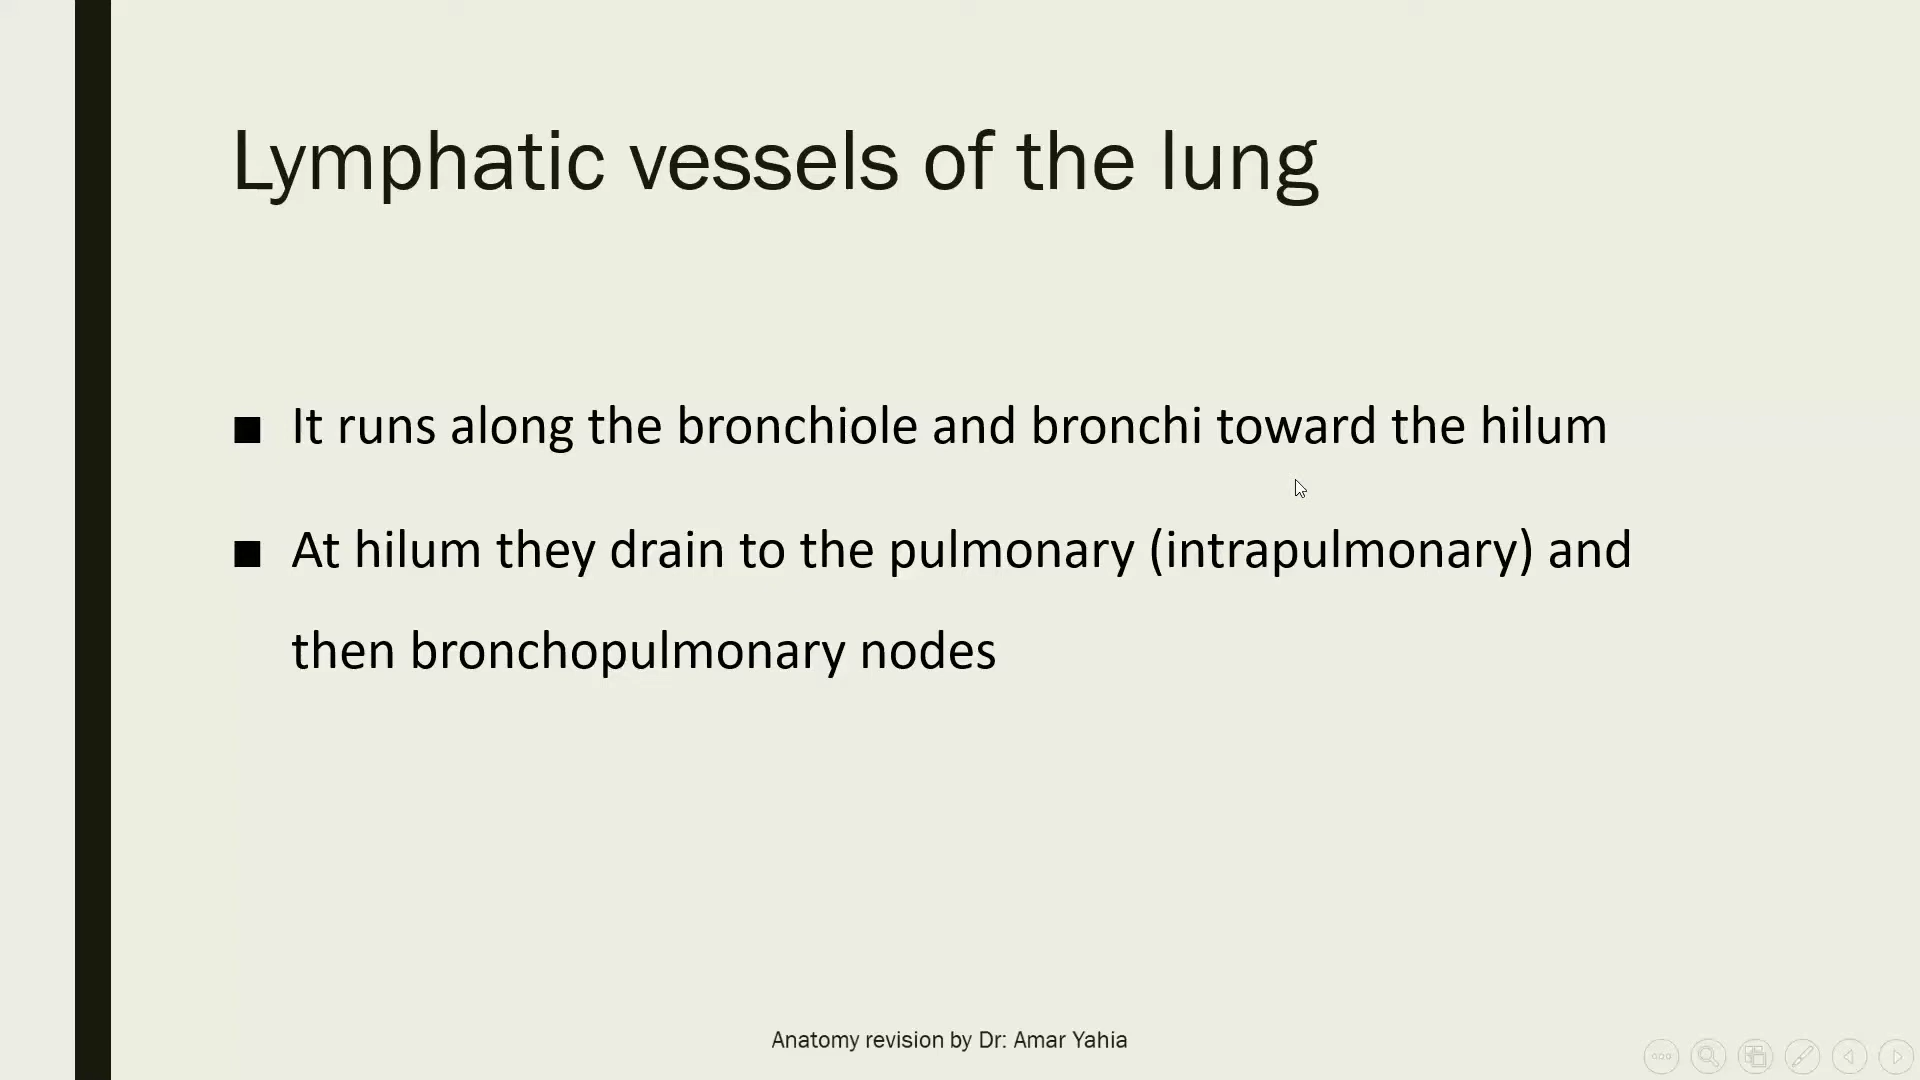 Lymphatic vessels of the lung
■ It runs along the bronchiole and bronchi toward the hilum
■ At hilum they drain to the pulmonary (intrapulmonary) and
then bronchopulmonary nodes
Anatomy revision by Dr: Amar Yahia